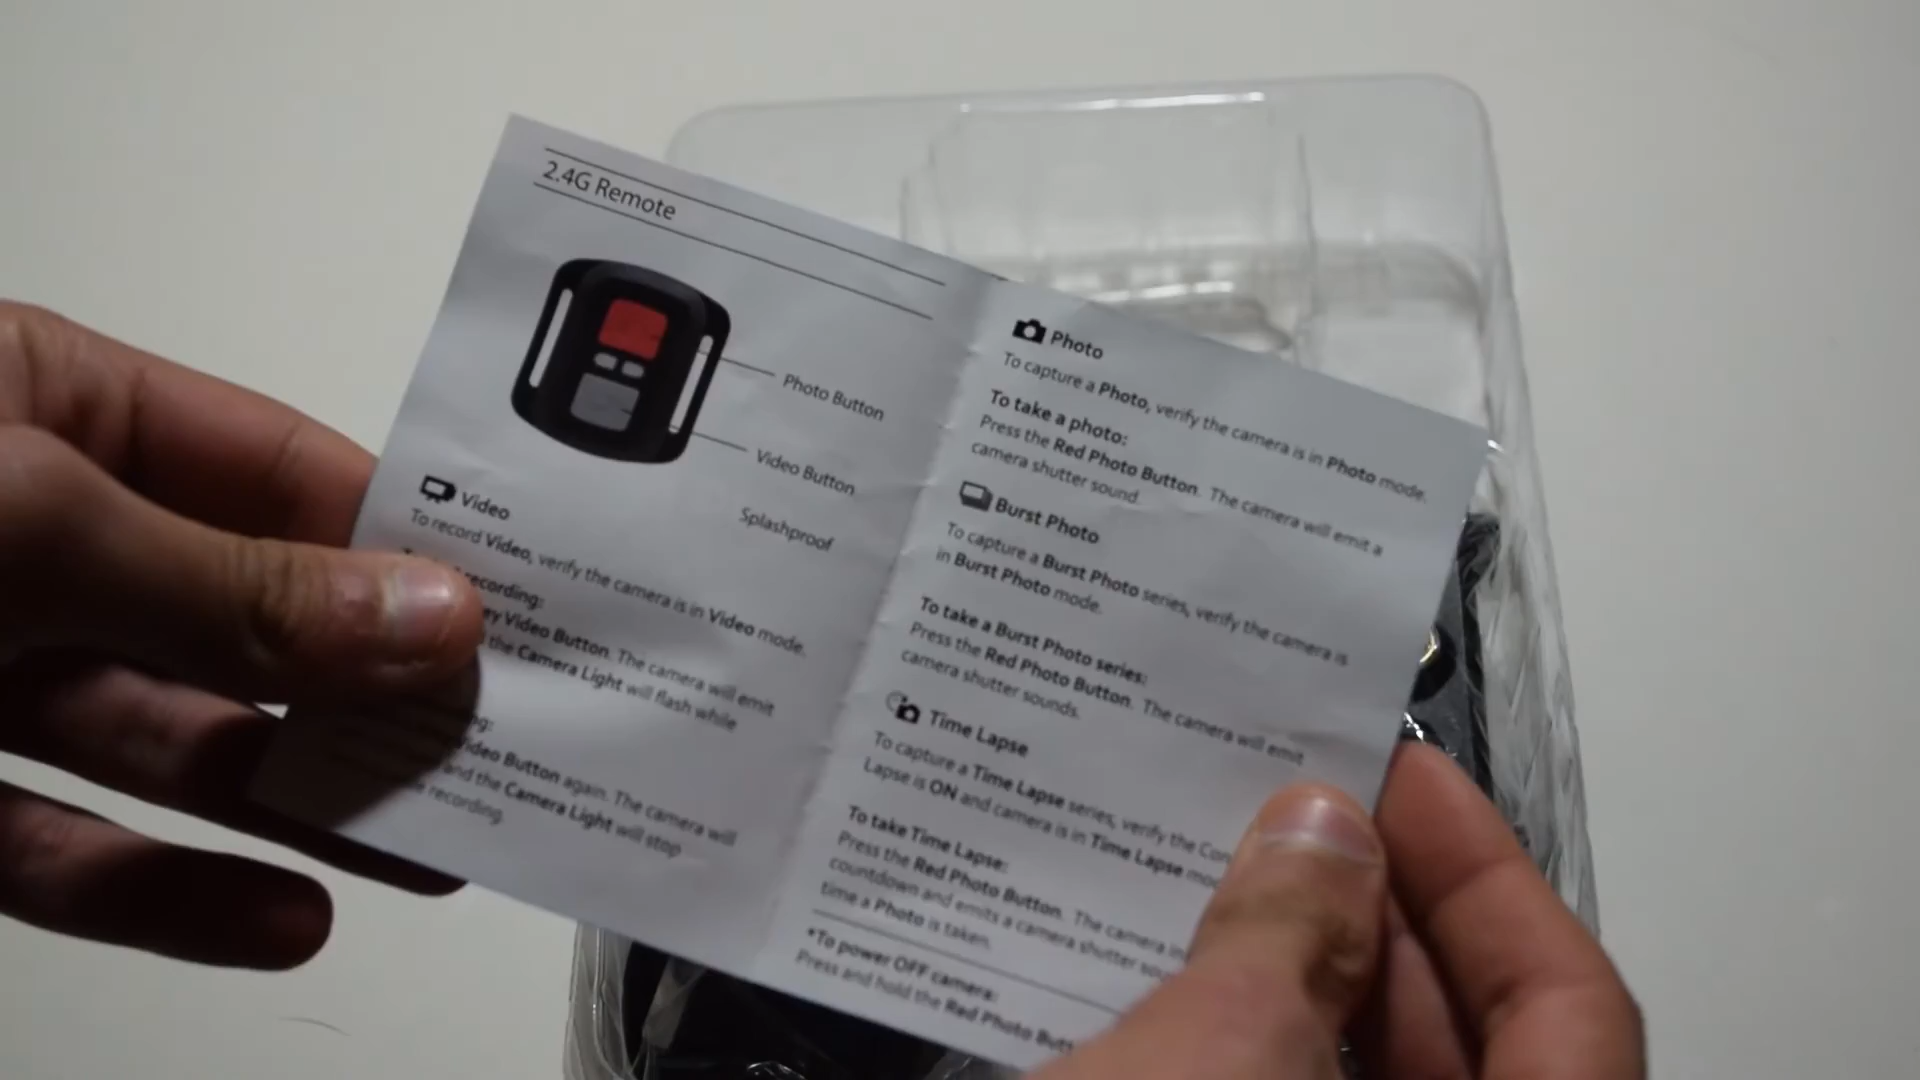 2.4G Remote
Photo Button
Video Button
Splashproof
Video
To record Video, verify the camera is in Video mode.
recording:
Video Button. The camera will emit
the Camera Light will flash while
Video Button again. The camera will
and the Camera Light will stop
recording.
Photo
To capture a Photo, verify the camera is in Photo mode.
To take a photo:
Press the Red Photo Button. The camera will emit a
camera shutter sound.
Burst Photo
To capture a Burst Photo series, verify the camera is
in Burst Photo mode.
To take a Burst Photo series:
Press the Red Photo Button. The camera will emit
camera shutter sounds.
Time Lapse
To capture a Time Lapse series, verify the
Lapse is ON and camera is in Time Lapse
To take Time Lapse:
Press the Red Photo Button. The camera
countdown and emits a camera shutter
time a Photo is taken.
*To power OFF camera:
Press and hold the Red Photo